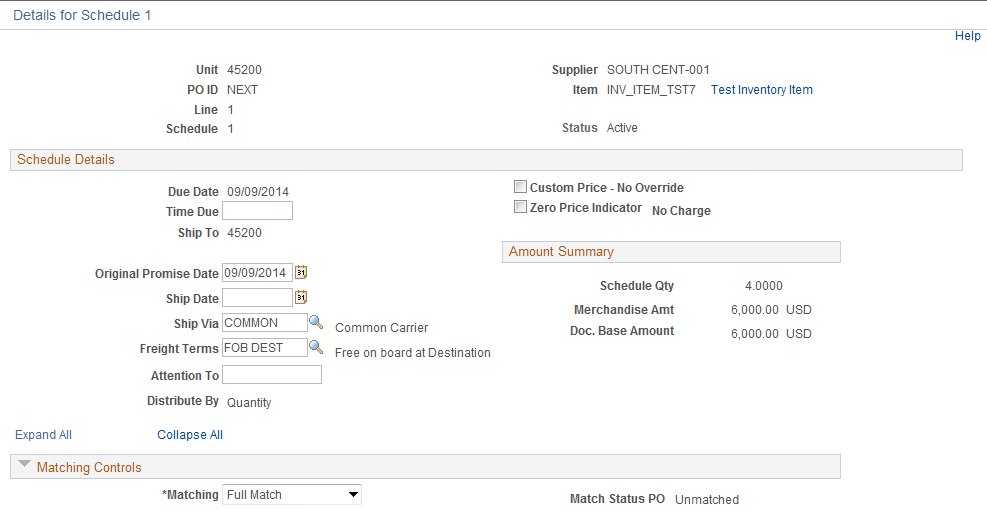 Details for Schedule 1
Help
Unit 45200 Supplier SOUTH CENT-001
PO ID NEXT Item INV_ITEM_TST7 Test Inventory Item
Line 1
Schedule 1 Status Active
Schedule Details
Due Date 09/09/2014 Custom Price - No Override
Time Due Zero Price Indicator No Charge
Ship To 45200
Amount Summary
Original Promise Date 09/09/2014 31
Schedule Qty 4.0000
Ship Date 31
Merchandise Amt 6,000.00 USD
Ship Via COMMON Common Carrier
Doc. Base Amount 6,000.00 USD
Freight Terms FOB DEST Free on board at Destination
Attention To
Distribute By Quantity
Expand All Collapse All
Matching Controls
*Matching Full Match Match Status PO Unmatched